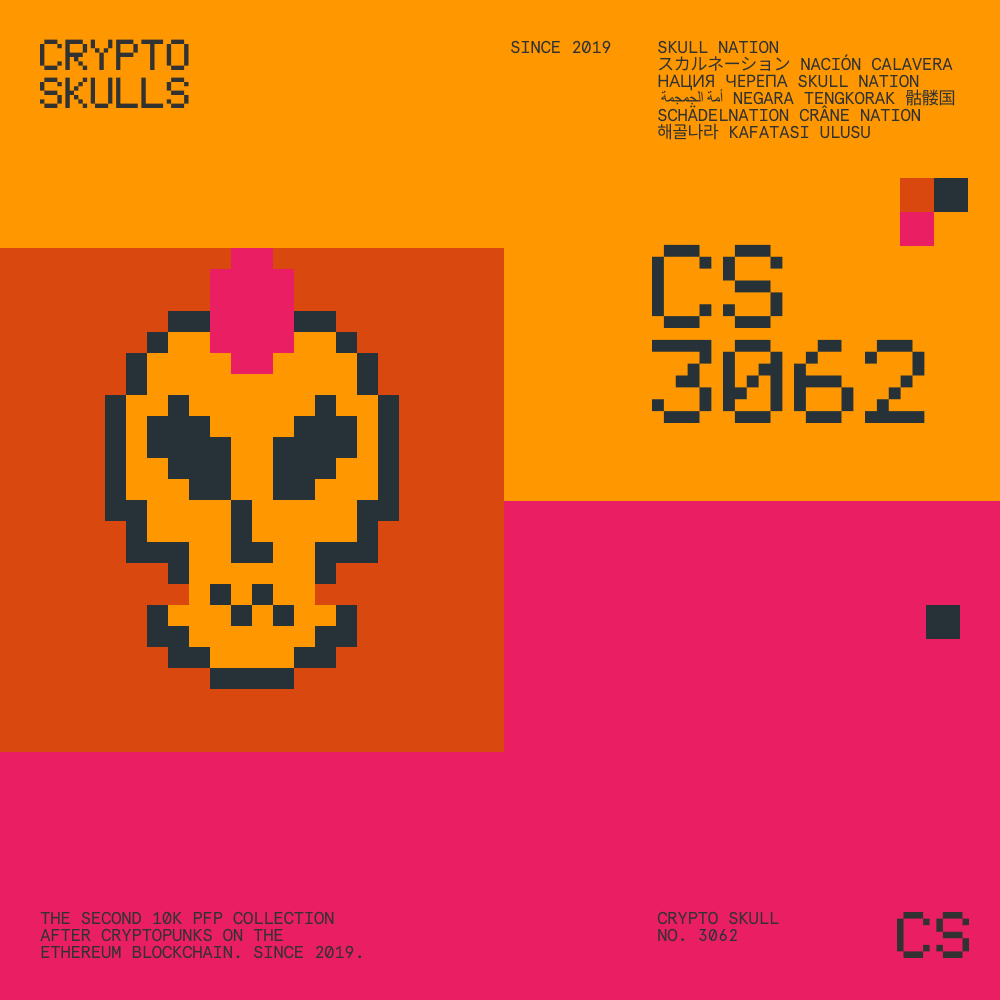 CRYPTO
SKULLS
SINCE 2019
SKULL NATION
スカルネーション NACIÓN CALAVERA
НАЦИЯ ЧЕРЕПА SKULL NATION
أمة الجمجمة NEGARA TENGKORAK 骷髅国
SCHÄDELNATION CRÂNE NATION
해골나라 KAFATASI ULUSU
CS
3062
THE SECOND 10K PFP COLLECTION
AFTER CRYPTOPUNKS ON THE
ETHEREUM BLOCKCHAIN. SINCE 2019.
CRYPTO SKULL
NO. 3062
CS